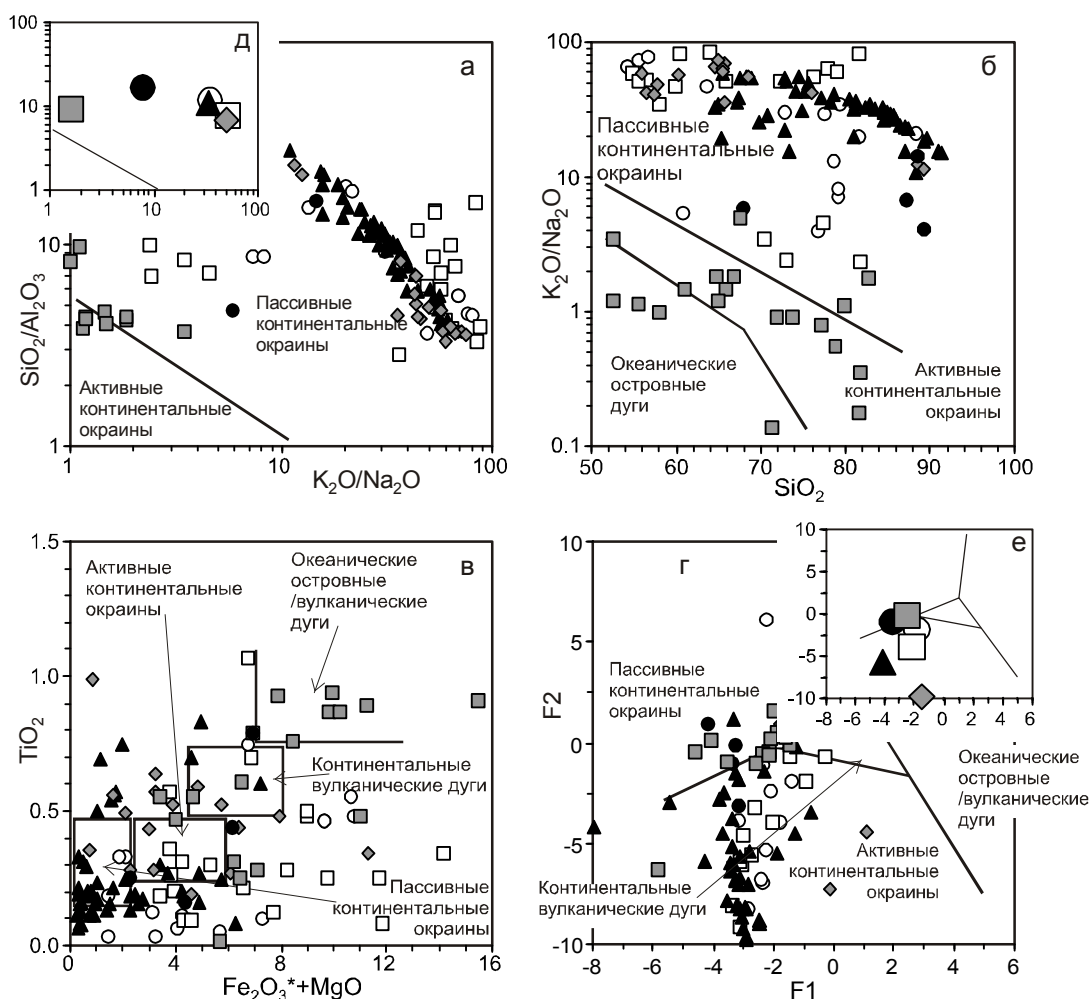 100
10
1
1
10
100
д
а
SiO2/Al2O3
10
1
Пассивные
континентальные
окраины
Активные
континентальные
окраины
1
10
100
K2O/Na2O
б
100
10
1
0.1
K2O/Na2O
Пассивные
континентальные
окраины
Океанические
островные
дуги
Активные
континентальные
окраины
50
60
70
80
90
100
SiO2
в
1.5
1.0
0.5
0.0
TiO2
Активные
континентальные
окраины
Океанические
островные
/вулканические
дуги
Континентальные
вулканические дуги
Пассивные
континентальные
окраины
0
4
8
12
16
Fe2O3*+MgO
г
10
5
0
-5
-10
F2
Пассивные
континентальные
окраины
Континентальные
вулканические дуги
Активные
континентальные
окраины
Океанические
островные
/вулканические
дуги
-8
-6
-4
-2
0
2
4
6
F1
е
10
5
0
-5
-10
-8
-6
-4
-2
0
2
4
6